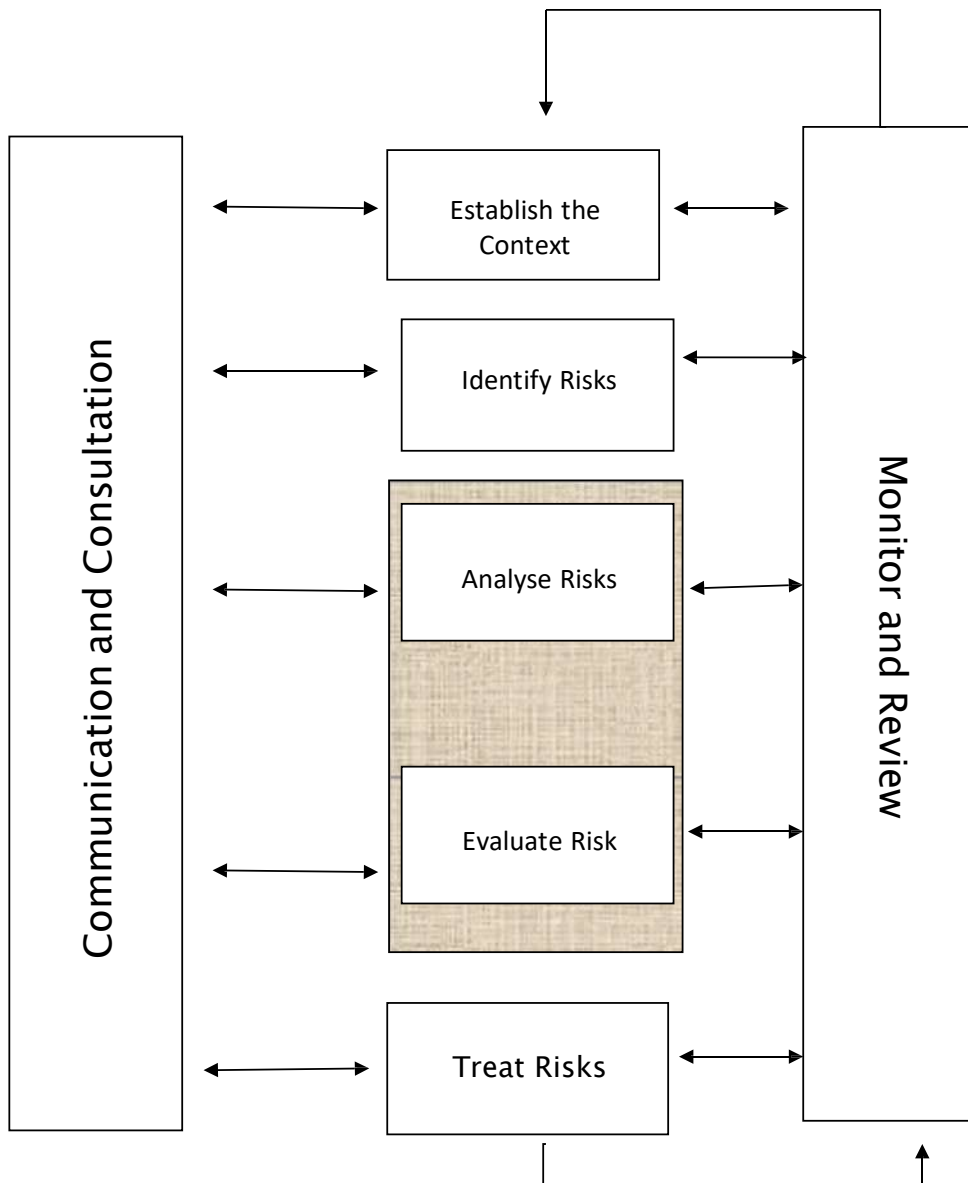 Establish the
Context
Identify Risks
Analyse Risks
Evaluate Risk
Treat Risks
Communication and Consultation
Monitor and Review